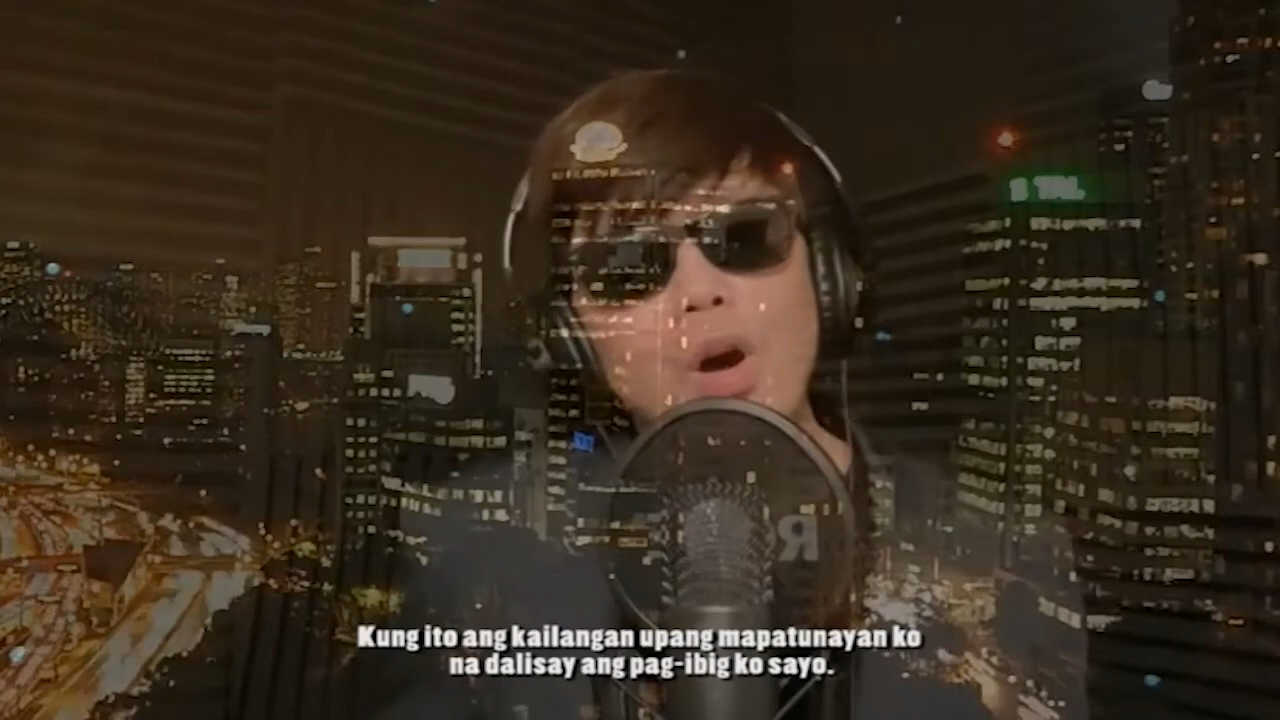 Kung ito ang kailangan upang mapatunayan ko
na dalisay ang pag-ibig ko sayo.